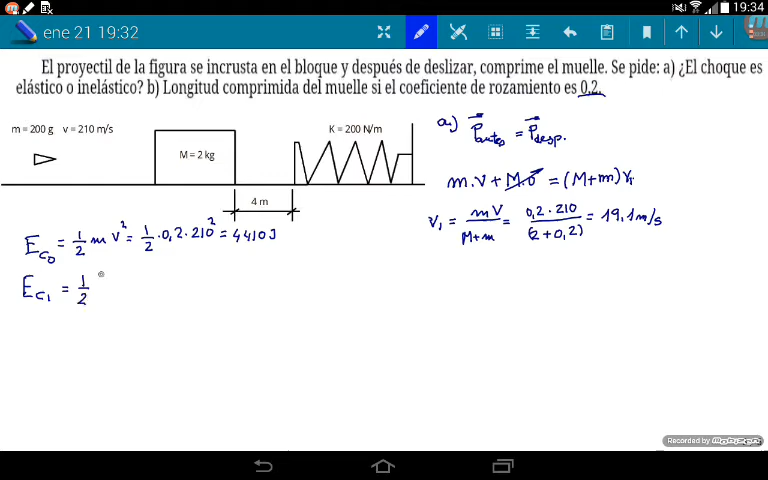 19:34
ene 21 19:32
El proyectil de la figura se incrusta en el bloque y después de deslizar, comprime el muelle. Se pide: a) ¿El choque es
elástico o inelástico? b) Longitud comprimida del muelle si el coeficiente de rozamiento es 0,2.
m = 200 g v = 210 m/s
M = 2 kg
K = 200 N/m
4 m
a) P antes = P desp.
m.v + M.0 = (M+m)v₁
V₁ = mV/(M+m) = 0,2 · 210/(2+0,2) = 19,1 m/s
E_C₀ = 1/2 m V² = 1/2 · 0,2 · 210² = 4410 J
E_C₁ = 1/2
Recorded by